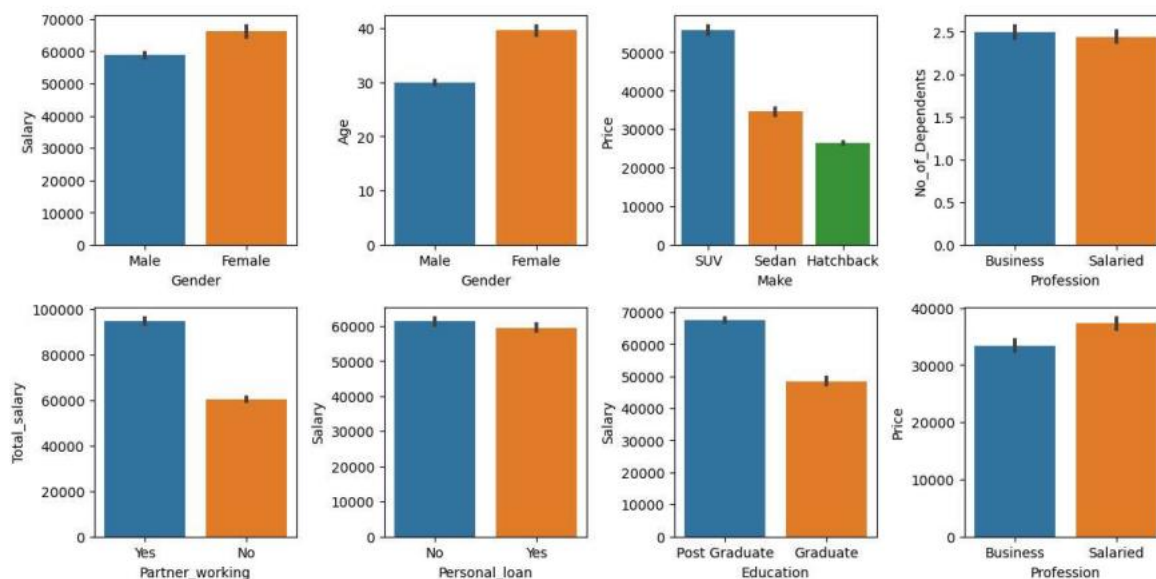 70000
60000
50000
40000
30000
20000
10000
0
Salary
Male Female
Gender
40
30
20
10
0
Age
Male Female
Gender
50000
40000
30000
20000
10000
0
Price
SUV Sedan Hatchback
Make
2.5
2.0
1.5
1.0
0.5
0.0
No_of_Dependents
Business Salaried
Profession
100000
80000
60000
40000
20000
0
Total_salary
Yes No
Partner_working
60000
50000
40000
30000
20000
10000
0
Salary
No Yes
Personal_loan
70000
60000
50000
40000
30000
20000
10000
0
Salary
Post Graduate Graduate
Education
40000
30000
20000
10000
0
Price
Business Salaried
Profession